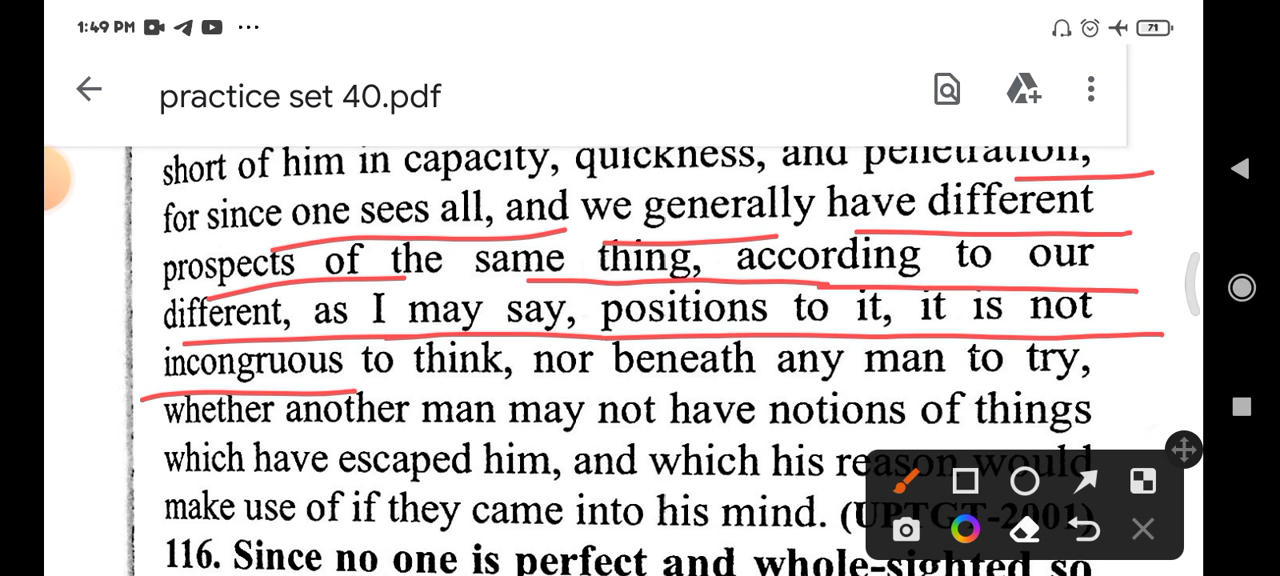 1:49 PM ... 71
practice set 40.pdf
short of him in capacity, quickness, and penetration,
for since one sees all, and we generally have different
prospects of the same thing, according to our
different, as I may say, positions to it, it is not
incongruous to think, nor beneath any man to try,
whether another man may not have notions of things
which have escaped him, and which his reason would
make use of if they came into his mind. (UPTGT-2001)
116. Since no one is perfect and whole-sighted so